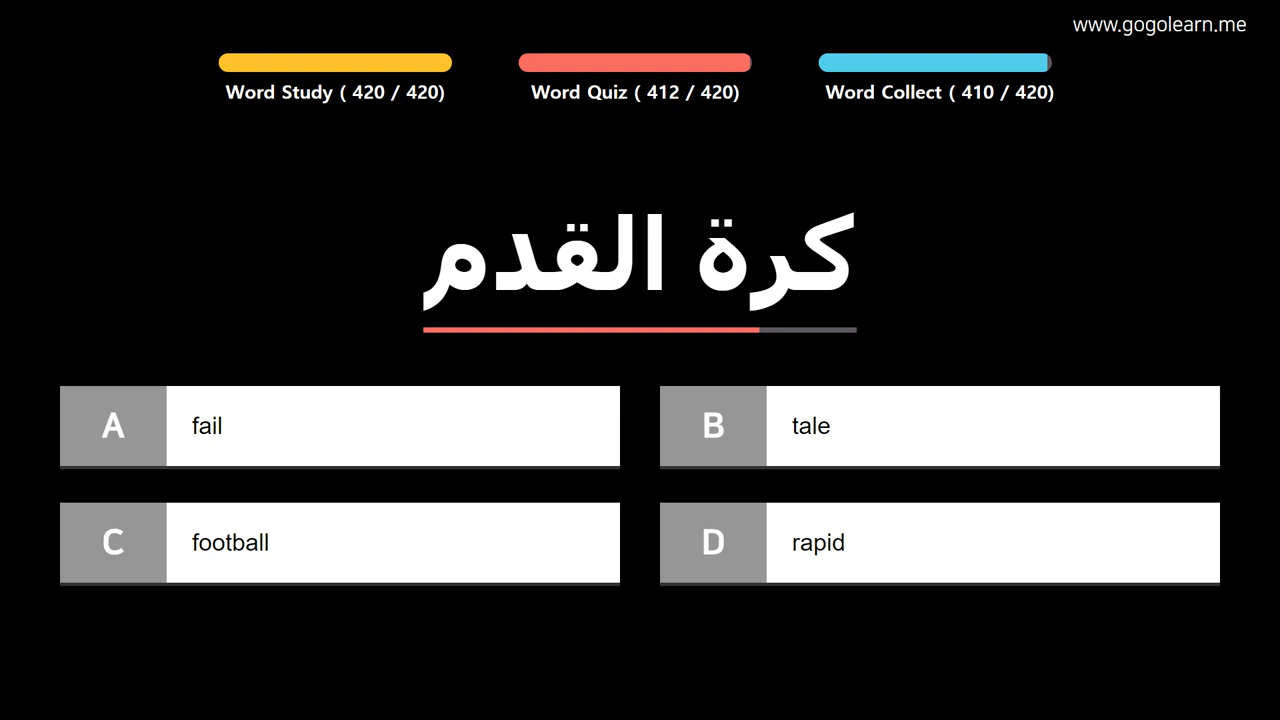 www.gogolearn.me
Word Study ( 420 / 420)
Word Quiz ( 412 / 420)
Word Collect ( 410 / 420)
كرة القدم
A fail
B tale
C football
D rapid